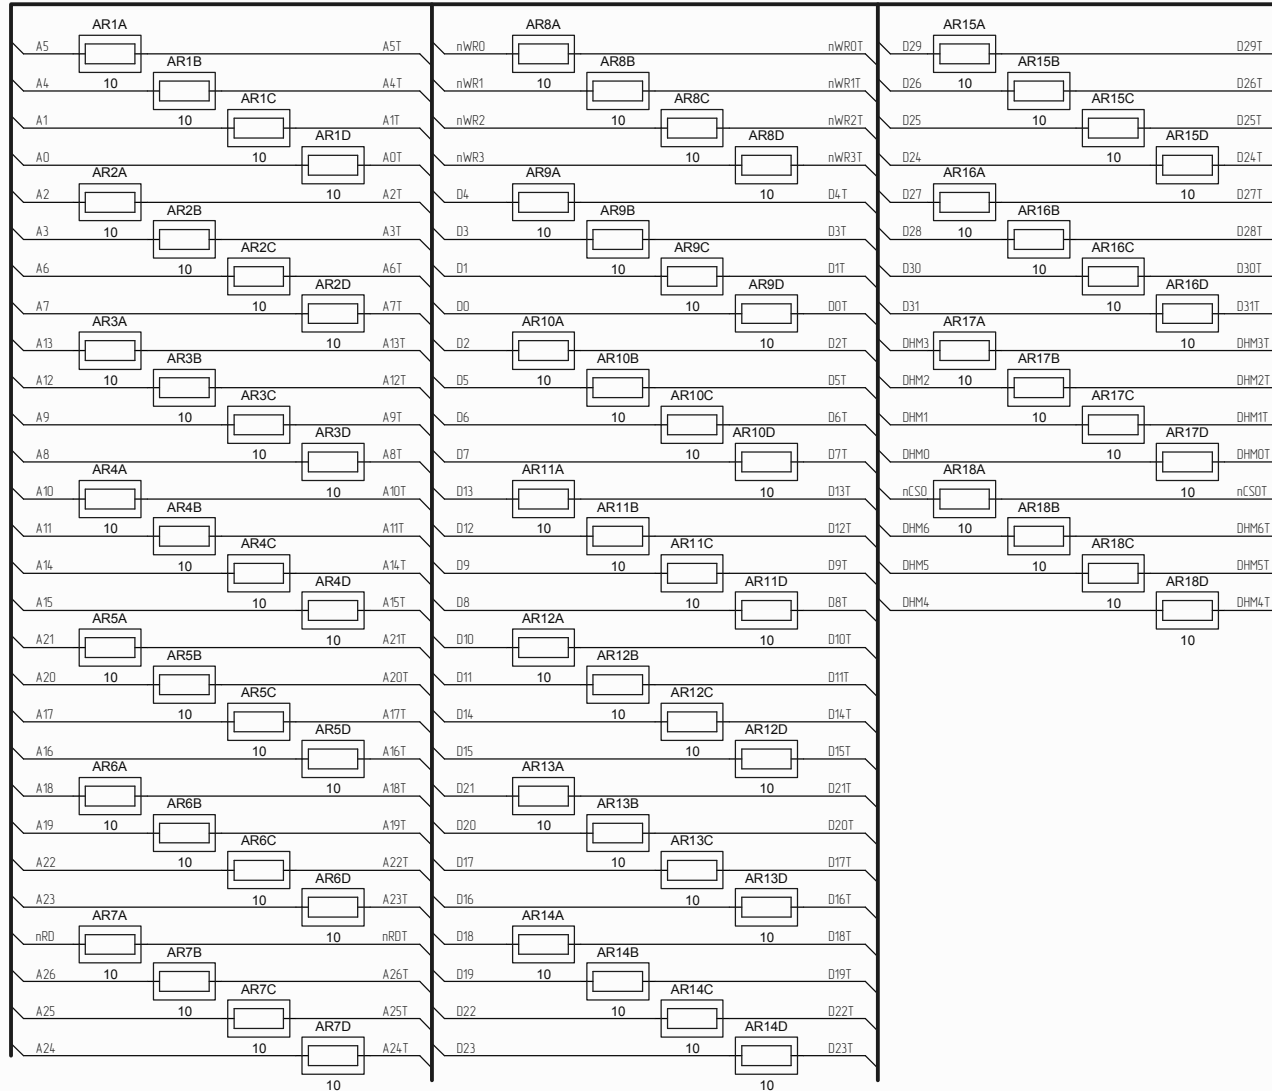 AR1A
A5 A5T
10
AR1B
A4 A4T
10
AR1C
A1 A1T
10
AR1D
A0 A0T
10
AR2A
A2 A2T
10
AR2B
A3 A3T
10
AR2C
A6 A6T
10
AR2D
A7 A7T
10
AR3A
A13 A13T
10
AR3B
A12 A12T
10
AR3C
A9 A9T
10
AR3D
A8 A8T
10
AR4A
A10 A10T
10
AR4B
A11 A11T
10
AR4C
A14 A14T
10
AR4D
A15 A15T
10
AR5A
A21 A21T
10
AR5B
A20 A20T
10
AR5C
A17 A17T
10
AR5D
A16 A16T
10
AR6A
A18 A18T
10
AR6B
A19 A19T
10
AR6C
A22 A22T
10
AR6D
A23 A23T
10
AR7A
nRD nRDT
10
AR7B
A26 A26T
10
AR7C
A25 A25T
10
AR7D
A24 A24T
10
AR8A
nWR0 nWR0T
10
AR8B
nWR1 nWR1T
10
AR8C
nWR2 nWR2T
10
AR8D
nWR3 nWR3T
10
AR9A
D4 D4T
10
AR9B
D3 D3T
10
AR9C
D1 D1T
10
AR9D
D0 D0T
10
AR10A
D2 D2T
10
AR10B
D5 D5T
10
AR10C
D6 D6T
10
AR10D
D7 D7T
10
AR11A
D13 D13T
10
AR11B
D12 D12T
10
AR11C
D9 D9T
10
AR11D
D8 D8T
10
AR12A
D10 D10T
10
AR12B
D11 D11T
10
AR12C
D14 D14T
10
AR12D
D15 D15T
10
AR13A
D21 D21T
10
AR13B
D20 D20T
10
AR13C
D17 D17T
10
AR13D
D16 D16T
10
AR14A
D18 D18T
10
AR14B
D19 D19T
10
AR14C
D22 D22T
10
AR14D
D23 D23T
10
AR15A
D29 D29T
10
AR15B
D26 D26T
10
AR15C
D25 D25T
10
AR15D
D24 D24T
10
AR16A
D27 D27T
10
AR16B
D28 D28T
10
AR16C
D30 D30T
10
AR16D
D31 D31T
10
AR17A
DHM3 DHM3T
10
AR17B
DHM2 DHM2T
10
AR17C
DHM1 DHM1T
10
AR17D
DHM0 DHM0T
10
AR18A
nCS0 nCS0T
10
AR18B
DHM6 DHM6T
10
AR18C
DHM5 DHM5T
10
AR18D
DHM4 DHM4T
10